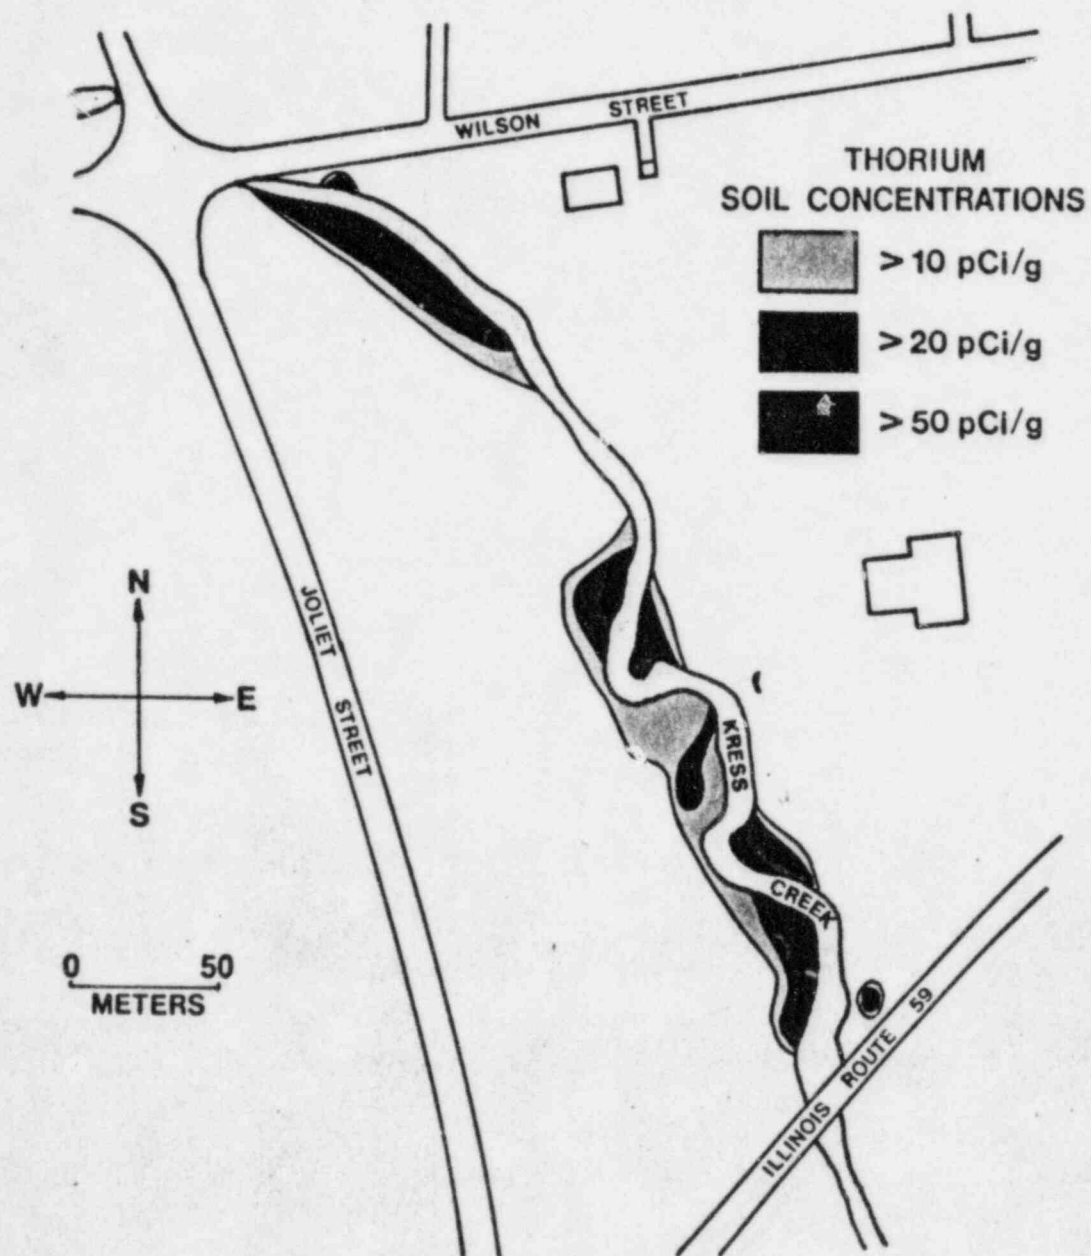 WILSON STREET
THORIUM
SOIL CONCENTRATIONS
> 10 pCi/g
> 20 pCi/g
> 50 pCi/g
N
W
E
S
JOLIET STREET
KRESS
CREEK
0 50
METERS
ILLINOIS ROUTE 59